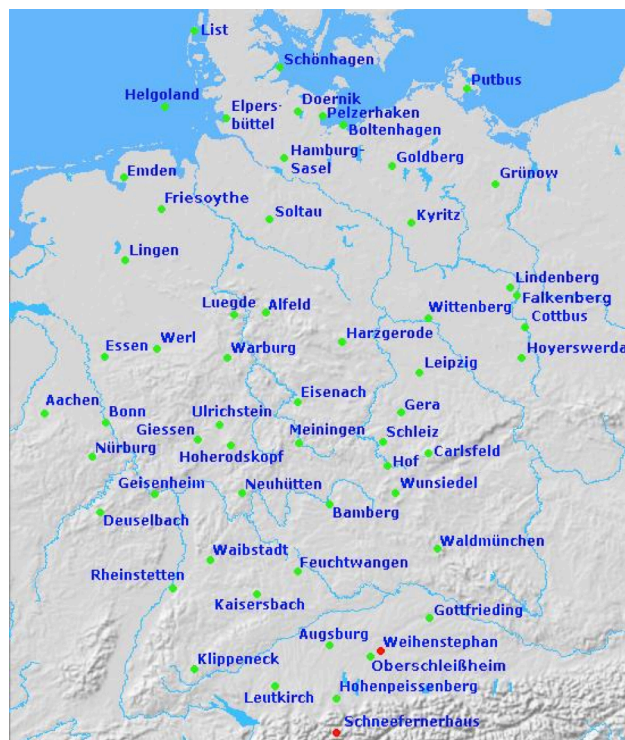 List
Schönhagen
Putbus
Helgoland
Elpers-
büttel
Doernik
Pelzerhaken
Boltenhagen
Hamburg-
Sasel
Goldberg
Grünow
Emden
Friesoythe
Soltau
Kyritz
Lingen
Lindenberg
Falkenberg
Luegde
Alfeld
Wittenberg
Cottbus
Werl
Harzgerode
Essen
Warburg
Hoyerswerda
Leipzig
Aachen
Eisenach
Bonn
Ulrichstein
Gera
Giessen
Meiningen
Schleiz
Nürburg
Hoherodskopf
Carlsfeld
Hof
Geisenheim
Neuhütten
Wunsiedel
Deuselbach
Bamberg
Waibstadt
Waldmünchen
Feuchtwangen
Rheinstetten
Kaisersbach
Gottfrieding
Augsburg
Weihenstephan
Klippeneck
Oberschleißheim
Leutkirch
Hohenpeissenberg
Schneefernerhaus